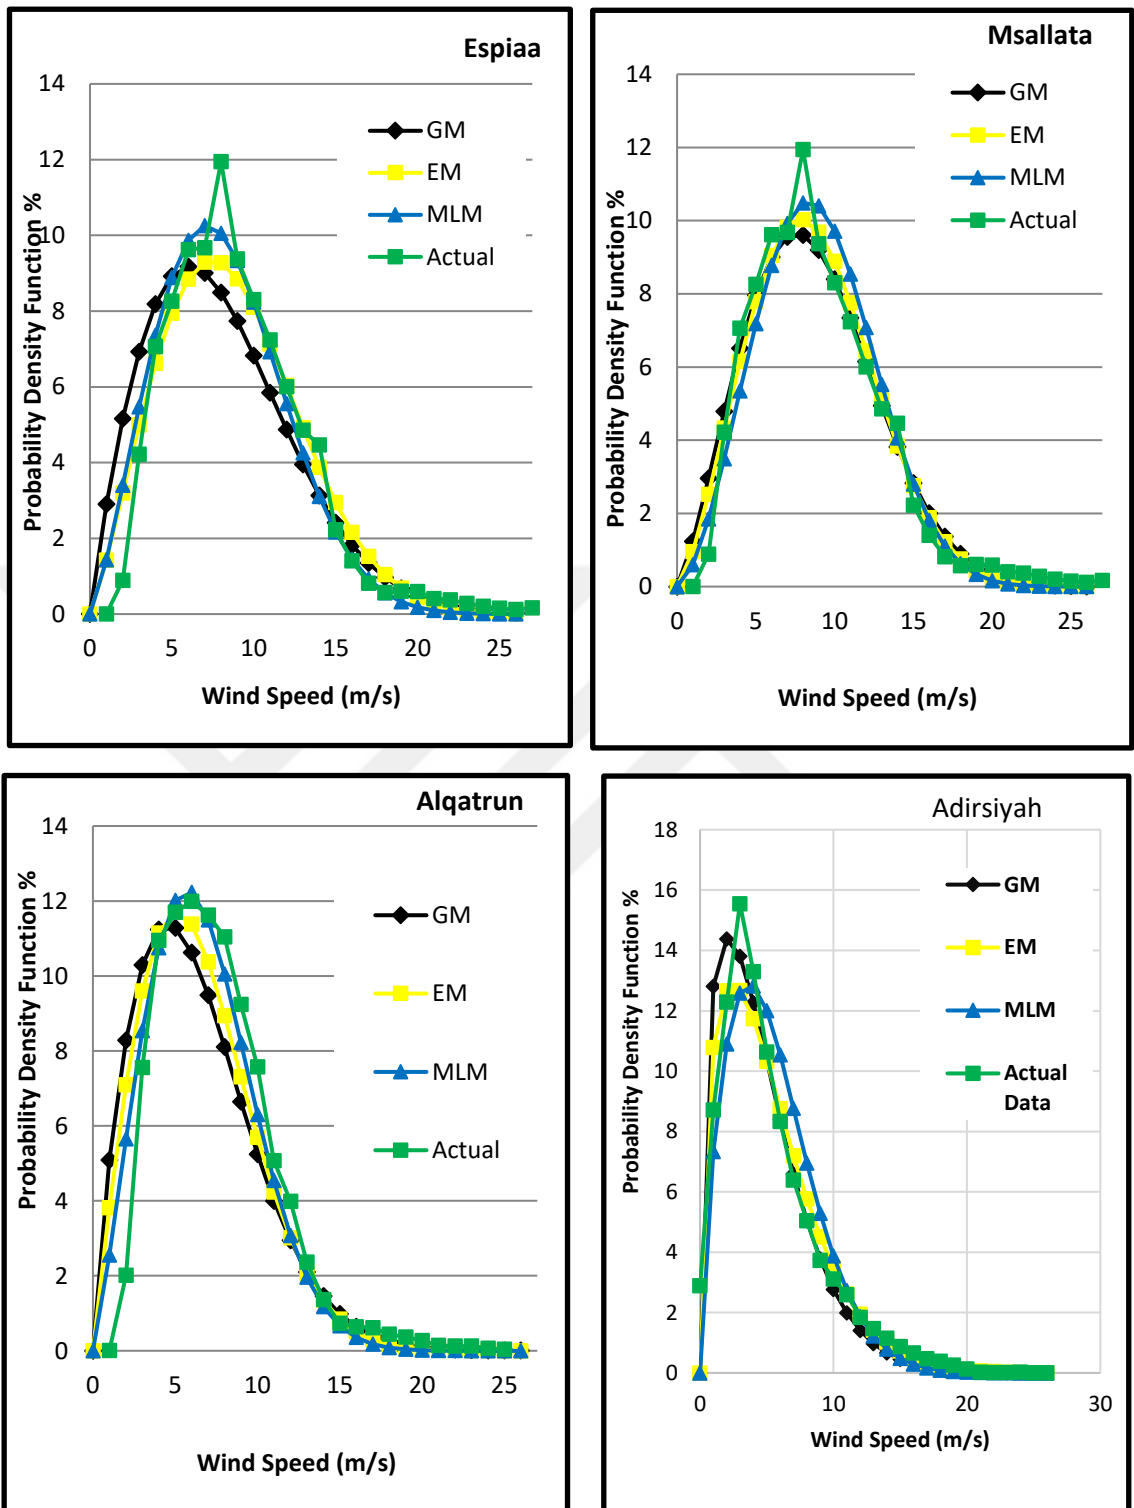 Espiaa
Probability Density Function %
14
12
10
8
6
4
2
0
GM
EM
MLM
Actual
0 5 10 15 20 25
Wind Speed (m/s)
Msallata
Probability Density Function %
14
12
10
8
6
4
2
0
GM
EM
MLM
Actual
0 5 10 15 20 25
Wind Speed (m/s)
Alqatrun
Probability Density Function %
14
12
10
8
6
4
2
0
GM
EM
MLM
Actual
0 5 10 15 20 25
Wind Speed (m/s)
Adirsiyah
Probability Density Function %
18
16
14
12
10
8
6
4
2
0
GM
EM
MLM
Actual
Data
0 10 20 30
Wind Speed (m/s)